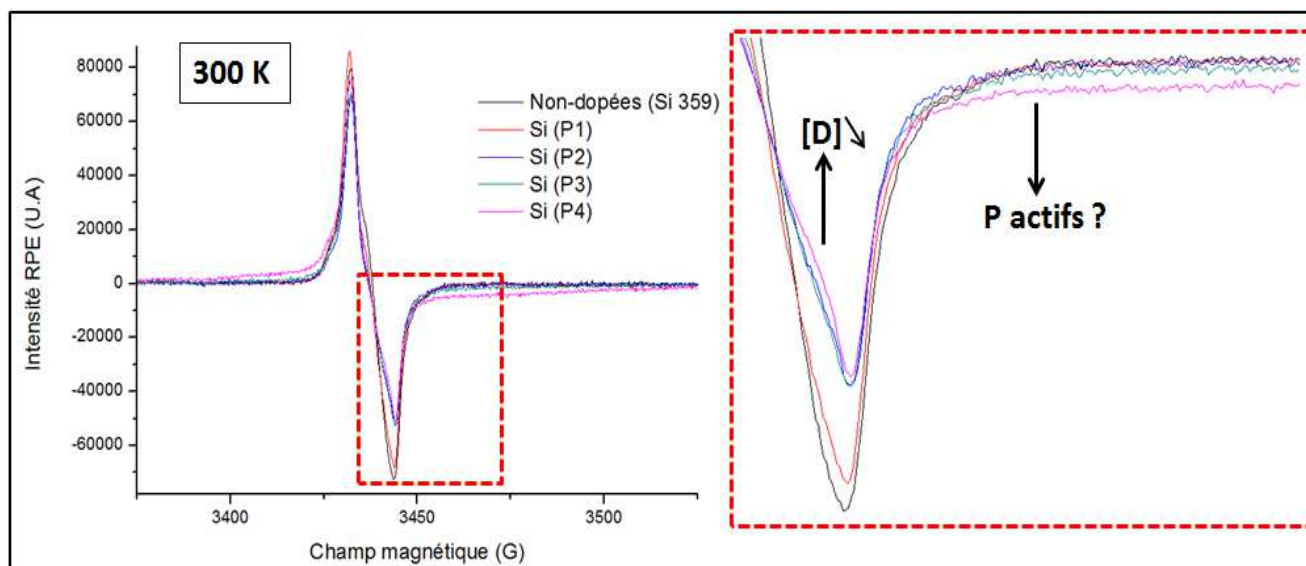 300 K
Non-dopées (Si 359)
Si (P1)
Si (P2)
Si (P3)
Si (P4)
80000
60000
40000
20000
0
-20000
-40000
-60000
Intensité RPE (U.A)
3400
3450
3500
Champ magnétique (G)
[D]↘
P actifs ?